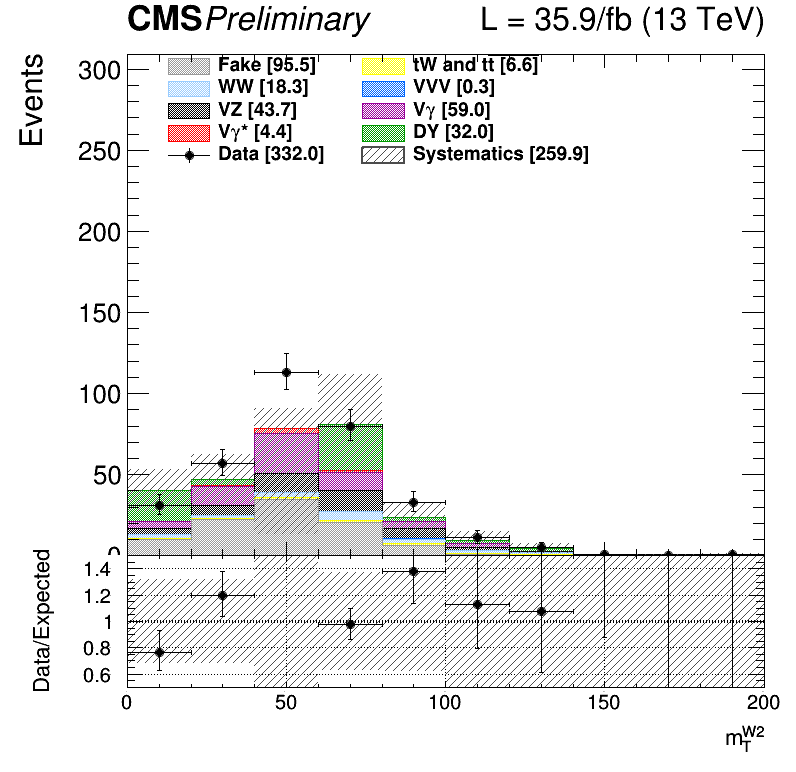 CMS Preliminary L = 35.9/fb (13 TeV)
Events
300
250
200
150
100
50
0
Fake [95.5]
tW and tt [6.6]
WW [18.3]
VVV [0.3]
VZ [43.7]
Vγ [59.0]
Vγ* [4.4]
DY [32.0]
Data [332.0]
Systematics [259.9]
Data/Expected
1.4
1.2
1
0.8
0.6
0 50 100 150 200
m_T^{W2}